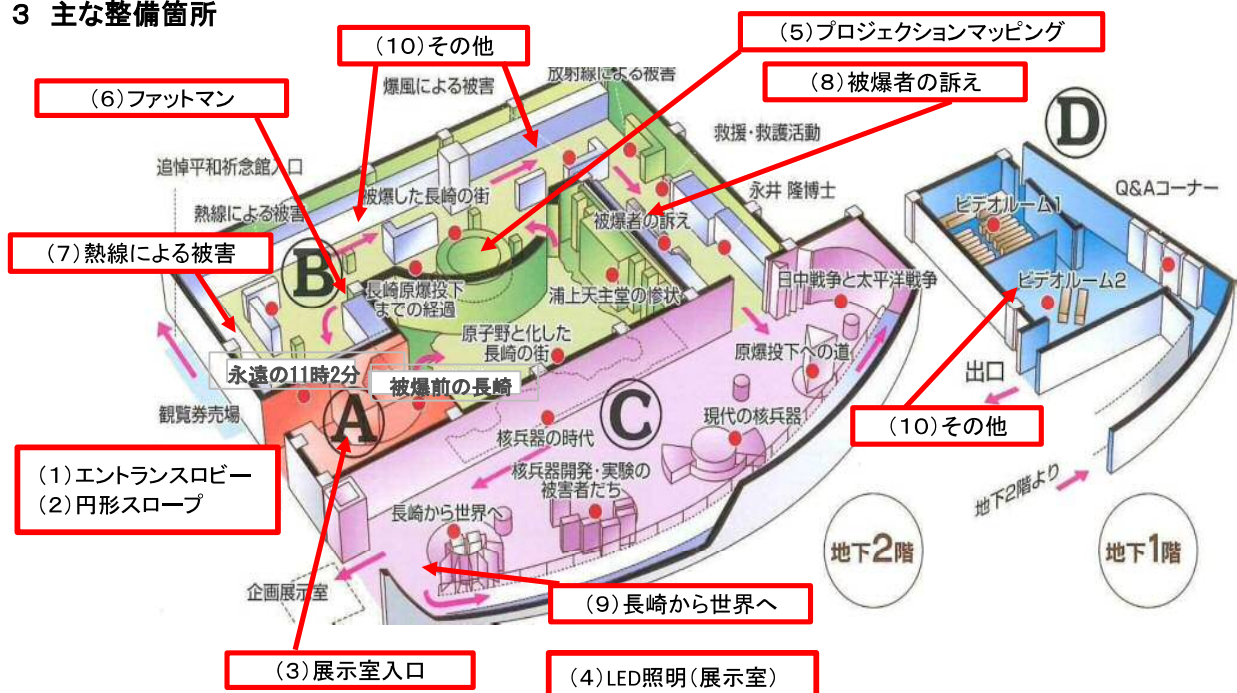 3 主な整備箇所
(10)その他
(5)プロジェクションマッピング
(6)ファットマン
爆風による被害
放射線による被害
(8)被爆者の訴え
救援・救護活動
D
追悼平和祈念館入口
被爆した長崎の街
永井 隆博士
Q&Aコーナー
ビデオルーム1
熱線による被害
被爆者の訴え
(7)熱線による被害
B
長崎原爆投下
までの経過
浦上天主堂の惨状
日中戦争と太平洋戦争
ビデオルーム2
原子野と化した
長崎の街
原爆投下への道
永遠の11時2分
被爆前の長崎
出口
観覧券売場
A
C
現代の核兵器
(10)その他
核兵器の時代
(1)エントランスロビー
(2)円形スロープ
核兵器開発・実験の
被害者たち
地下2階より
長崎から世界へ
地下2階
地下1階
企画展示室
(9)長崎から世界へ
(3)展示室入口
(4)LED照明(展示室)